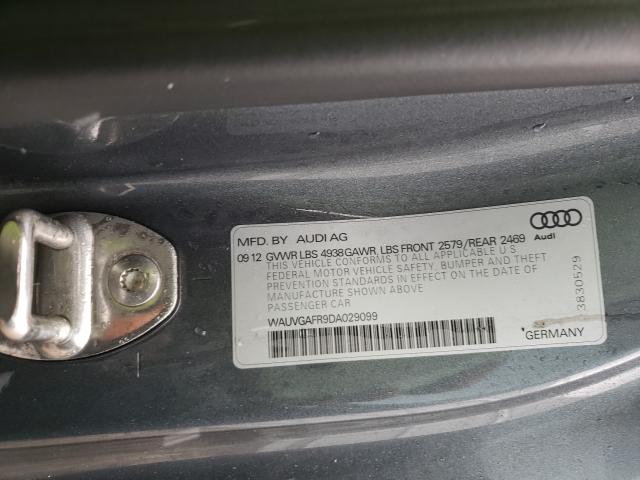 MFD. BY AUDI AG
09 12 GVWR LBS 4938 GAWR LBS FRONT 2579/REAR 2469
THIS VEHICLE CONFORMS TO ALL APPLICABLE U S
FEDERAL MOTOR VEHICLE SAFETY, BUMPER AND THEFT
PREVENTION STANDARDS IN EFFECT ON THE DATE OF
MANUFACTURE SHOWN ABOVE
PASSENGER CAR
WAUVGAFR9DA029099
Audi
3830529
GERMANY